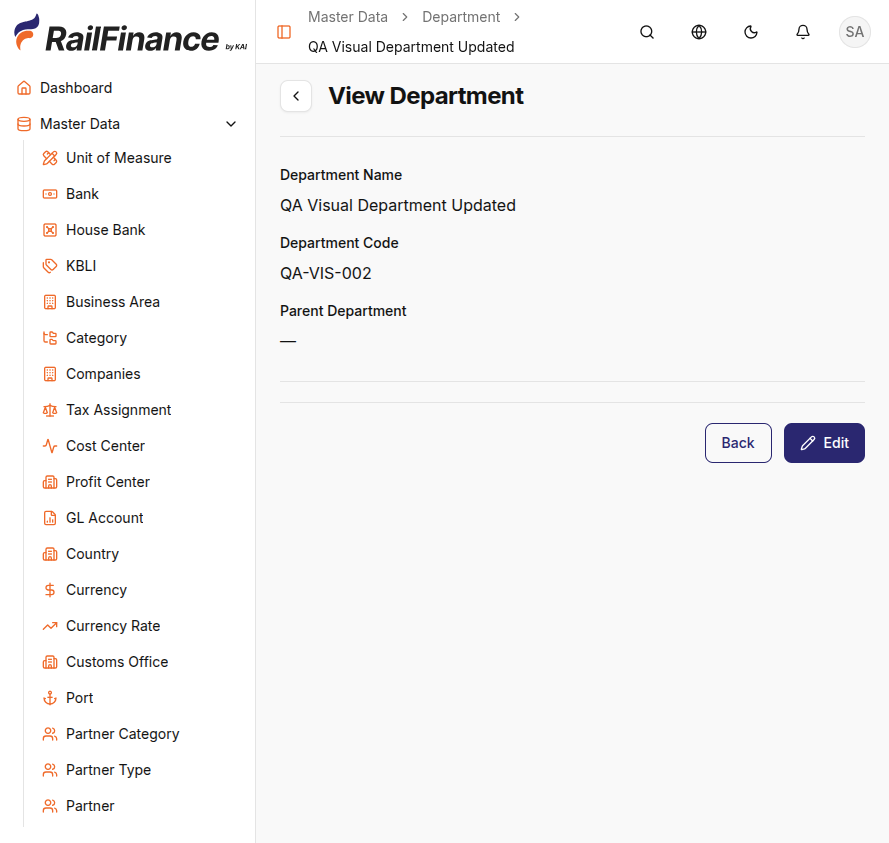 RailFinance by KAI
Dashboard
Master Data
Unit of Measure
Bank
House Bank
KBLI
Business Area
Category
Companies
Tax Assignment
Cost Center
Profit Center
GL Account
Country
Currency
Currency Rate
Customs Office
Port
Partner Category
Partner Type
Partner
Master Data > Department >
QA Visual Department Updated
SA
View Department
Department Name
QA Visual Department Updated
Department Code
QA-VIS-002
Parent Department
—
Back
Edit